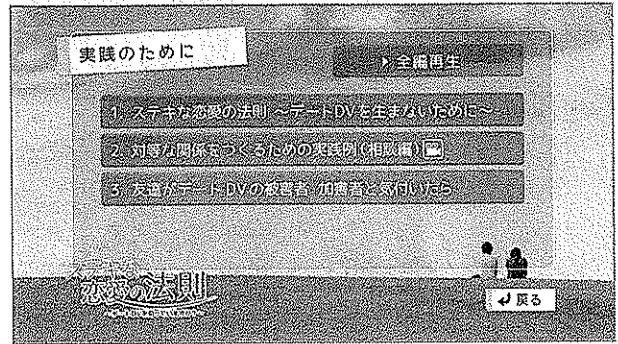 実践のために
▶ 全編再生
1. ステキな恋愛の法則 ～デートDVを生まないために～
2. 対等な関係をつくるための実践例(相談編)
3. 友達がデートDVの被害者・加害者と気付いたら
ステキな
恋愛の法則
戻る